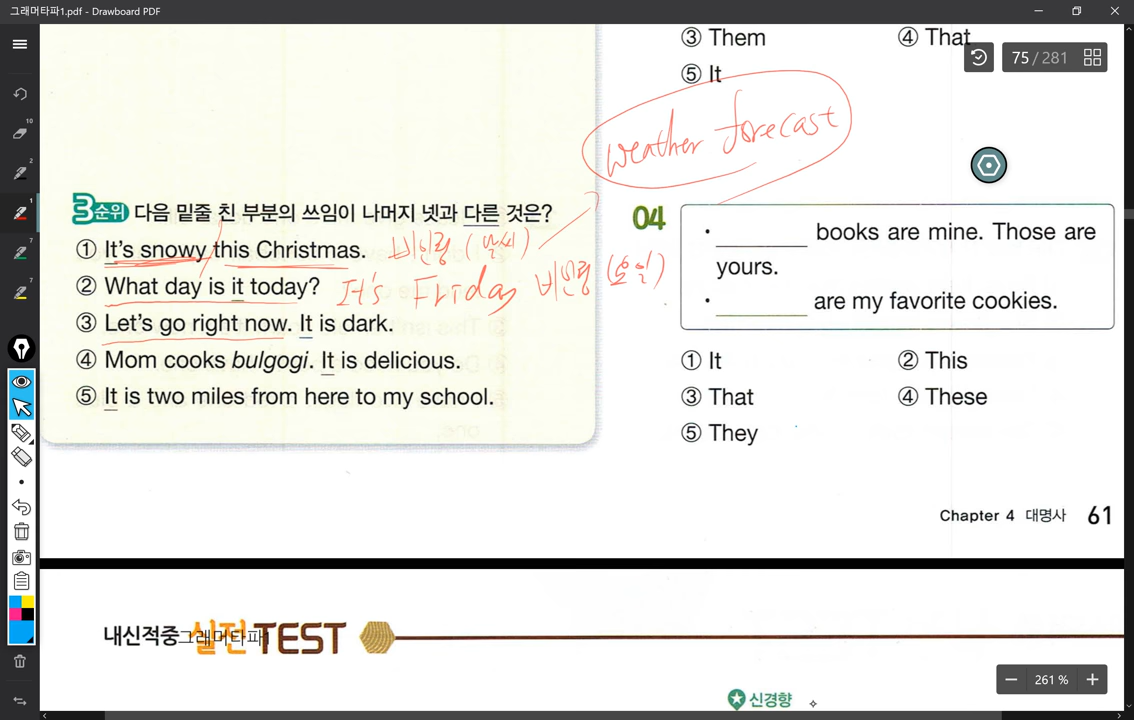 그래머타파1.pdf - Drawboard PDF
75 / 281
③ Them
④ That
⑤ It
weather forecast
3순위 다음 밑줄 친 부분의 쓰임이 나머지 넷과 다른 것은?
① It's snowy this Christmas. 비인칭 (날씨)
② What day is it today? It's Friday 비인칭 (요일)
③ Let's go right now. It is dark.
④ Mom cooks bulgogi. It is delicious.
⑤ It is two miles from here to my school.
04
• ________ books are mine. Those are
yours.
• ________ are my favorite cookies.
① It
② This
③ That
④ These
⑤ They
Chapter 4 대명사 61
내신적중 실전 TEST
그래머타파1
신경향
261 %